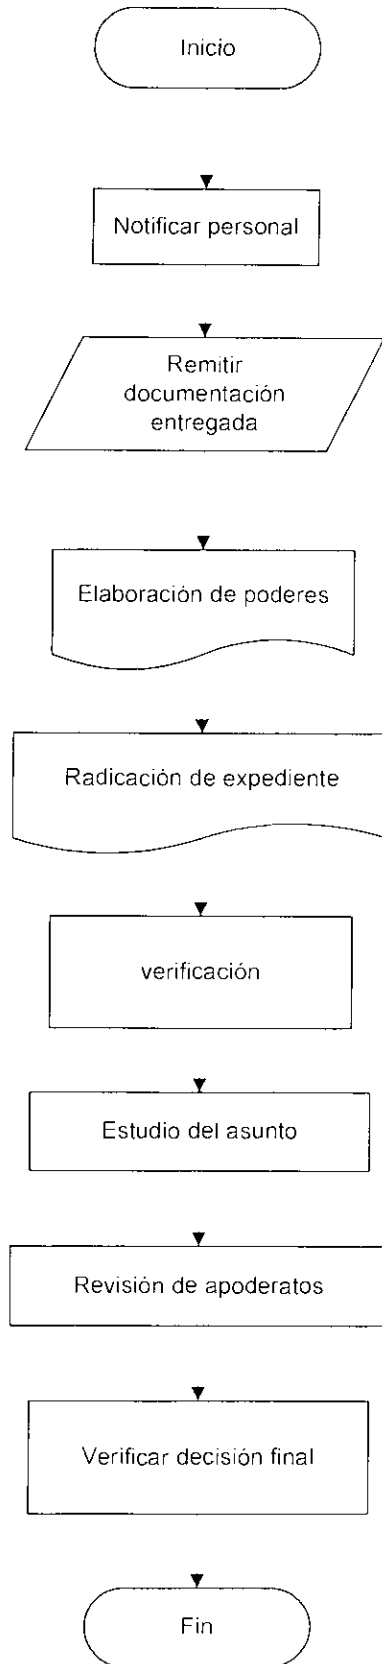 Inicio
Notificar personal
Remitir
documentación
entregada
Elaboración de poderes
Radicación de expediente
verificación
Estudio del asunto
Revisión de apoderatos
Verificar decisión final
Fin